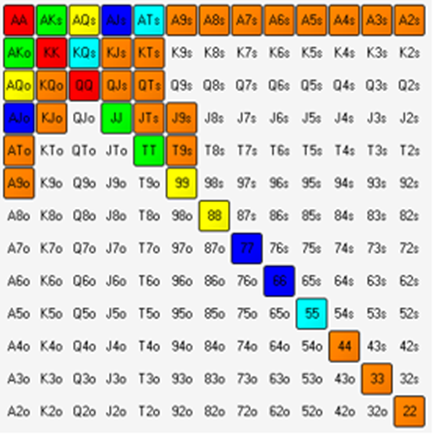 AA AKs AQs AJs ATs A9s A8s A7s A6s A5s A4s A3s A2s
AKo KK KQs KJs KTs K9s K8s K7s K6s K5s K4s K3s K2s
AQo KQo QQ QJs QTs Q9s Q8s Q7s Q6s Q5s Q4s Q3s Q2s
AJo KJo QJo JJ JTs J9s J8s J7s J6s J5s J4s J3s J2s
ATo KTo QTo JTo TT T9s T8s T7s T6s T5s T4s T3s T2s
A9o K9o Q9o J9o T9o 99 98s 97s 96s 95s 94s 93s 92s
A8o K8o Q8o J8o T8o 98o 88 87s 86s 85s 84s 83s 82s
A7o K7o Q7o J7o T7o 97o 87o 77 76s 75s 74s 73s 72s
A6o K6o Q6o J6o T6o 96o 86o 76o 66 65s 64s 63s 62s
A5o K5o Q5o J5o T5o 95o 85o 75o 65o 55 54s 53s 52s
A4o K4o Q4o J4o T4o 94o 84o 74o 64o 54o 44 43s 42s
A3o K3o Q3o J3o T3o 93o 83o 73o 63o 53o 43o 33 32s
A2o K2o Q2o J2o T2o 92o 82o 72o 62o 52o 42o 32o 22